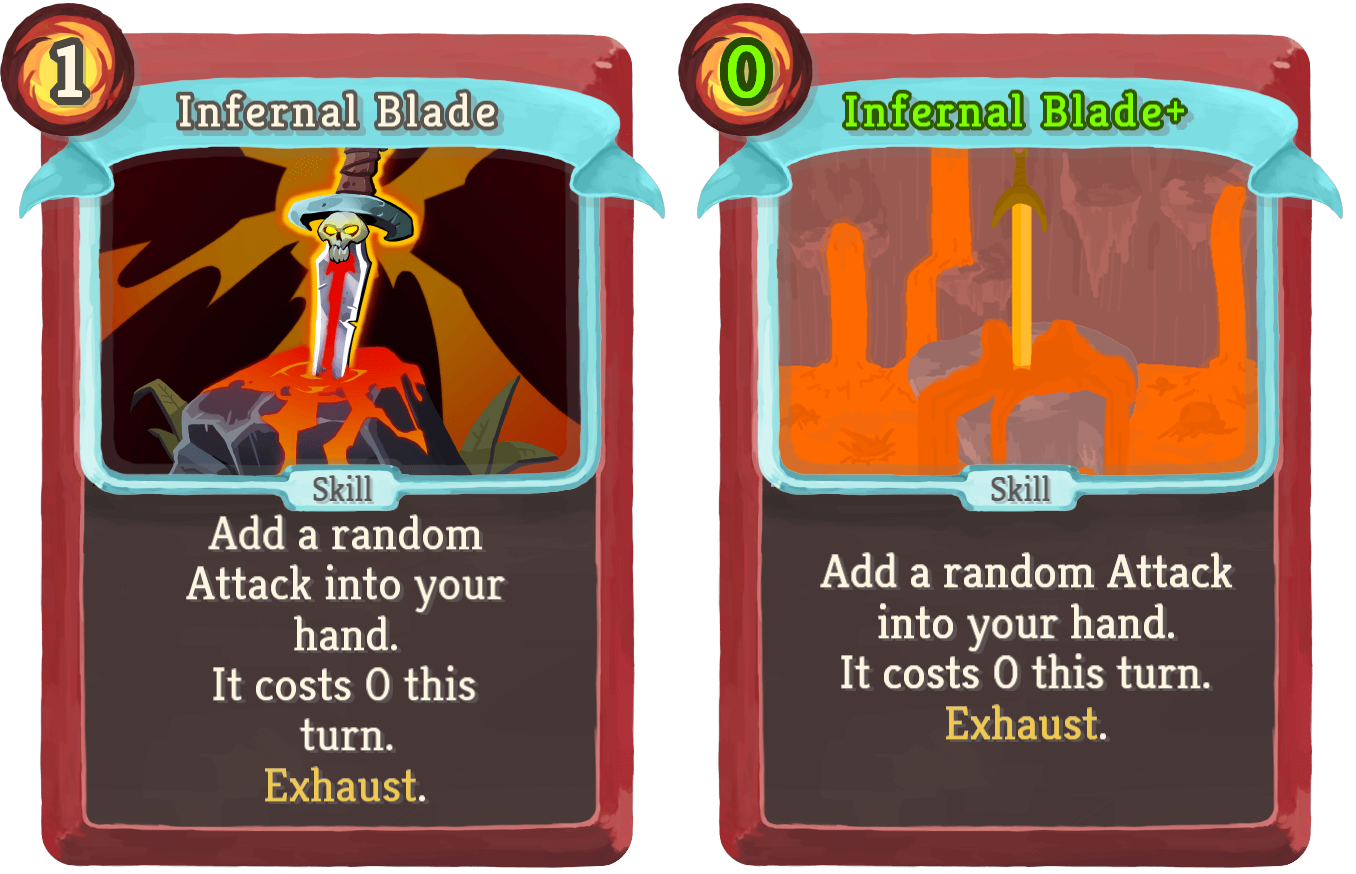 1
Infernal Blade
Skill
Add a random
Attack into your
hand.
It costs 0 this
turn.
Exhaust.
0
Infernal Blade+
Skill
Add a random Attack
into your hand.
It costs 0 this turn.
Exhaust.